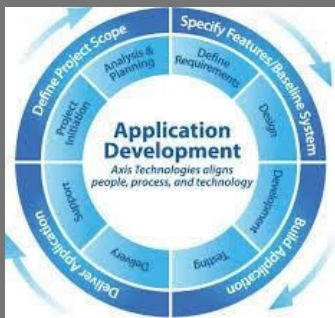 Define Project Scope
Specify Features/Baseline System
Build Application
Deliver Application
Project
Initiation
Analysis &
Planning
Define
Requirements
Design
Development
Testing
Delivery
Support
Application
Development
Axis Technologies aligns
people, process, and technology